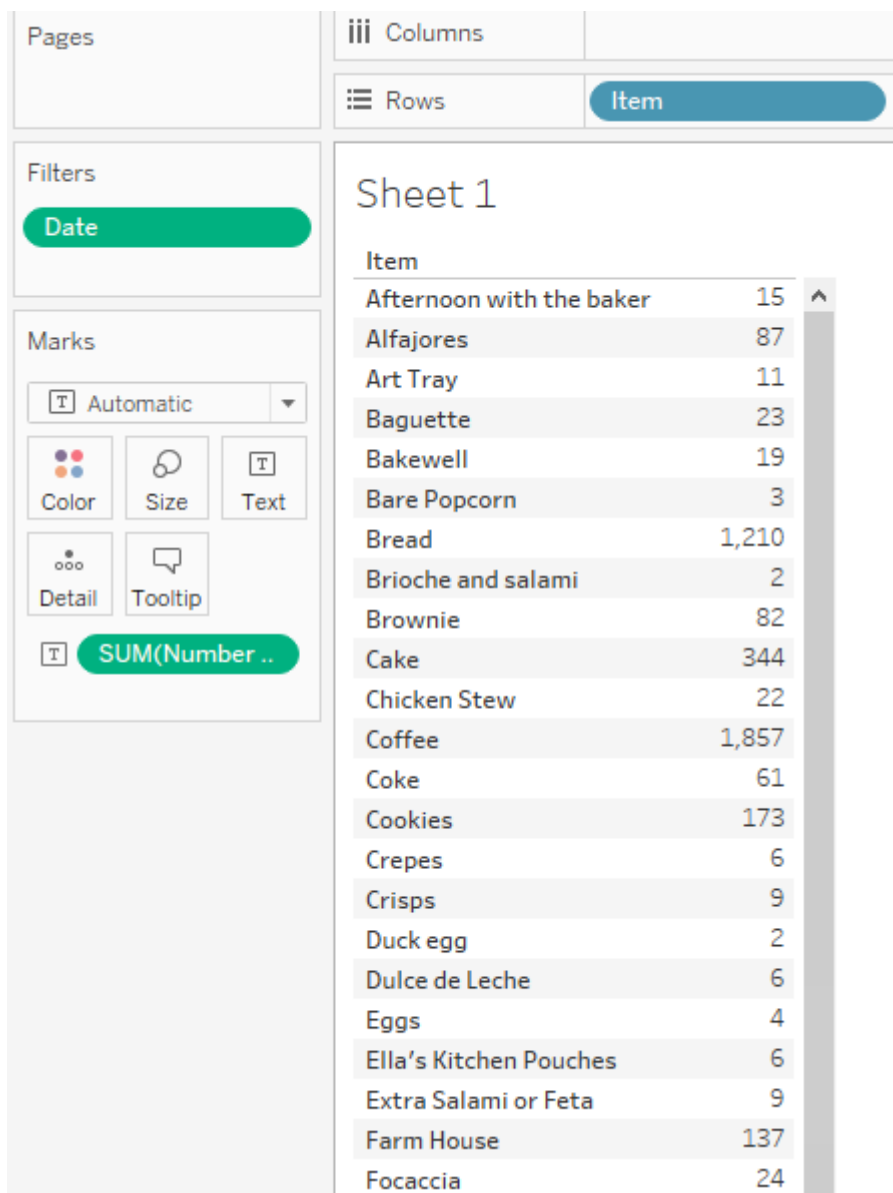 Pages
Columns
Rows
Item
Filters
Date
Marks
T Automatic
Color
Size
T
Text
Detail
Tooltip
T SUM(Number ..
Sheet 1
Item
Afternoon with the baker 15
Alfajores 87
Art Tray 11
Baguette 23
Bakewell 19
Bare Popcorn 3
Bread 1,210
Brioche and salami 2
Brownie 82
Cake 344
Chicken Stew 22
Coffee 1,857
Coke 61
Cookies 173
Crepes 6
Crisps 9
Duck egg 2
Dulce de Leche 6
Eggs 4
Ella's Kitchen Pouches 6
Extra Salami or Feta 9
Farm House 137
Focaccia 24